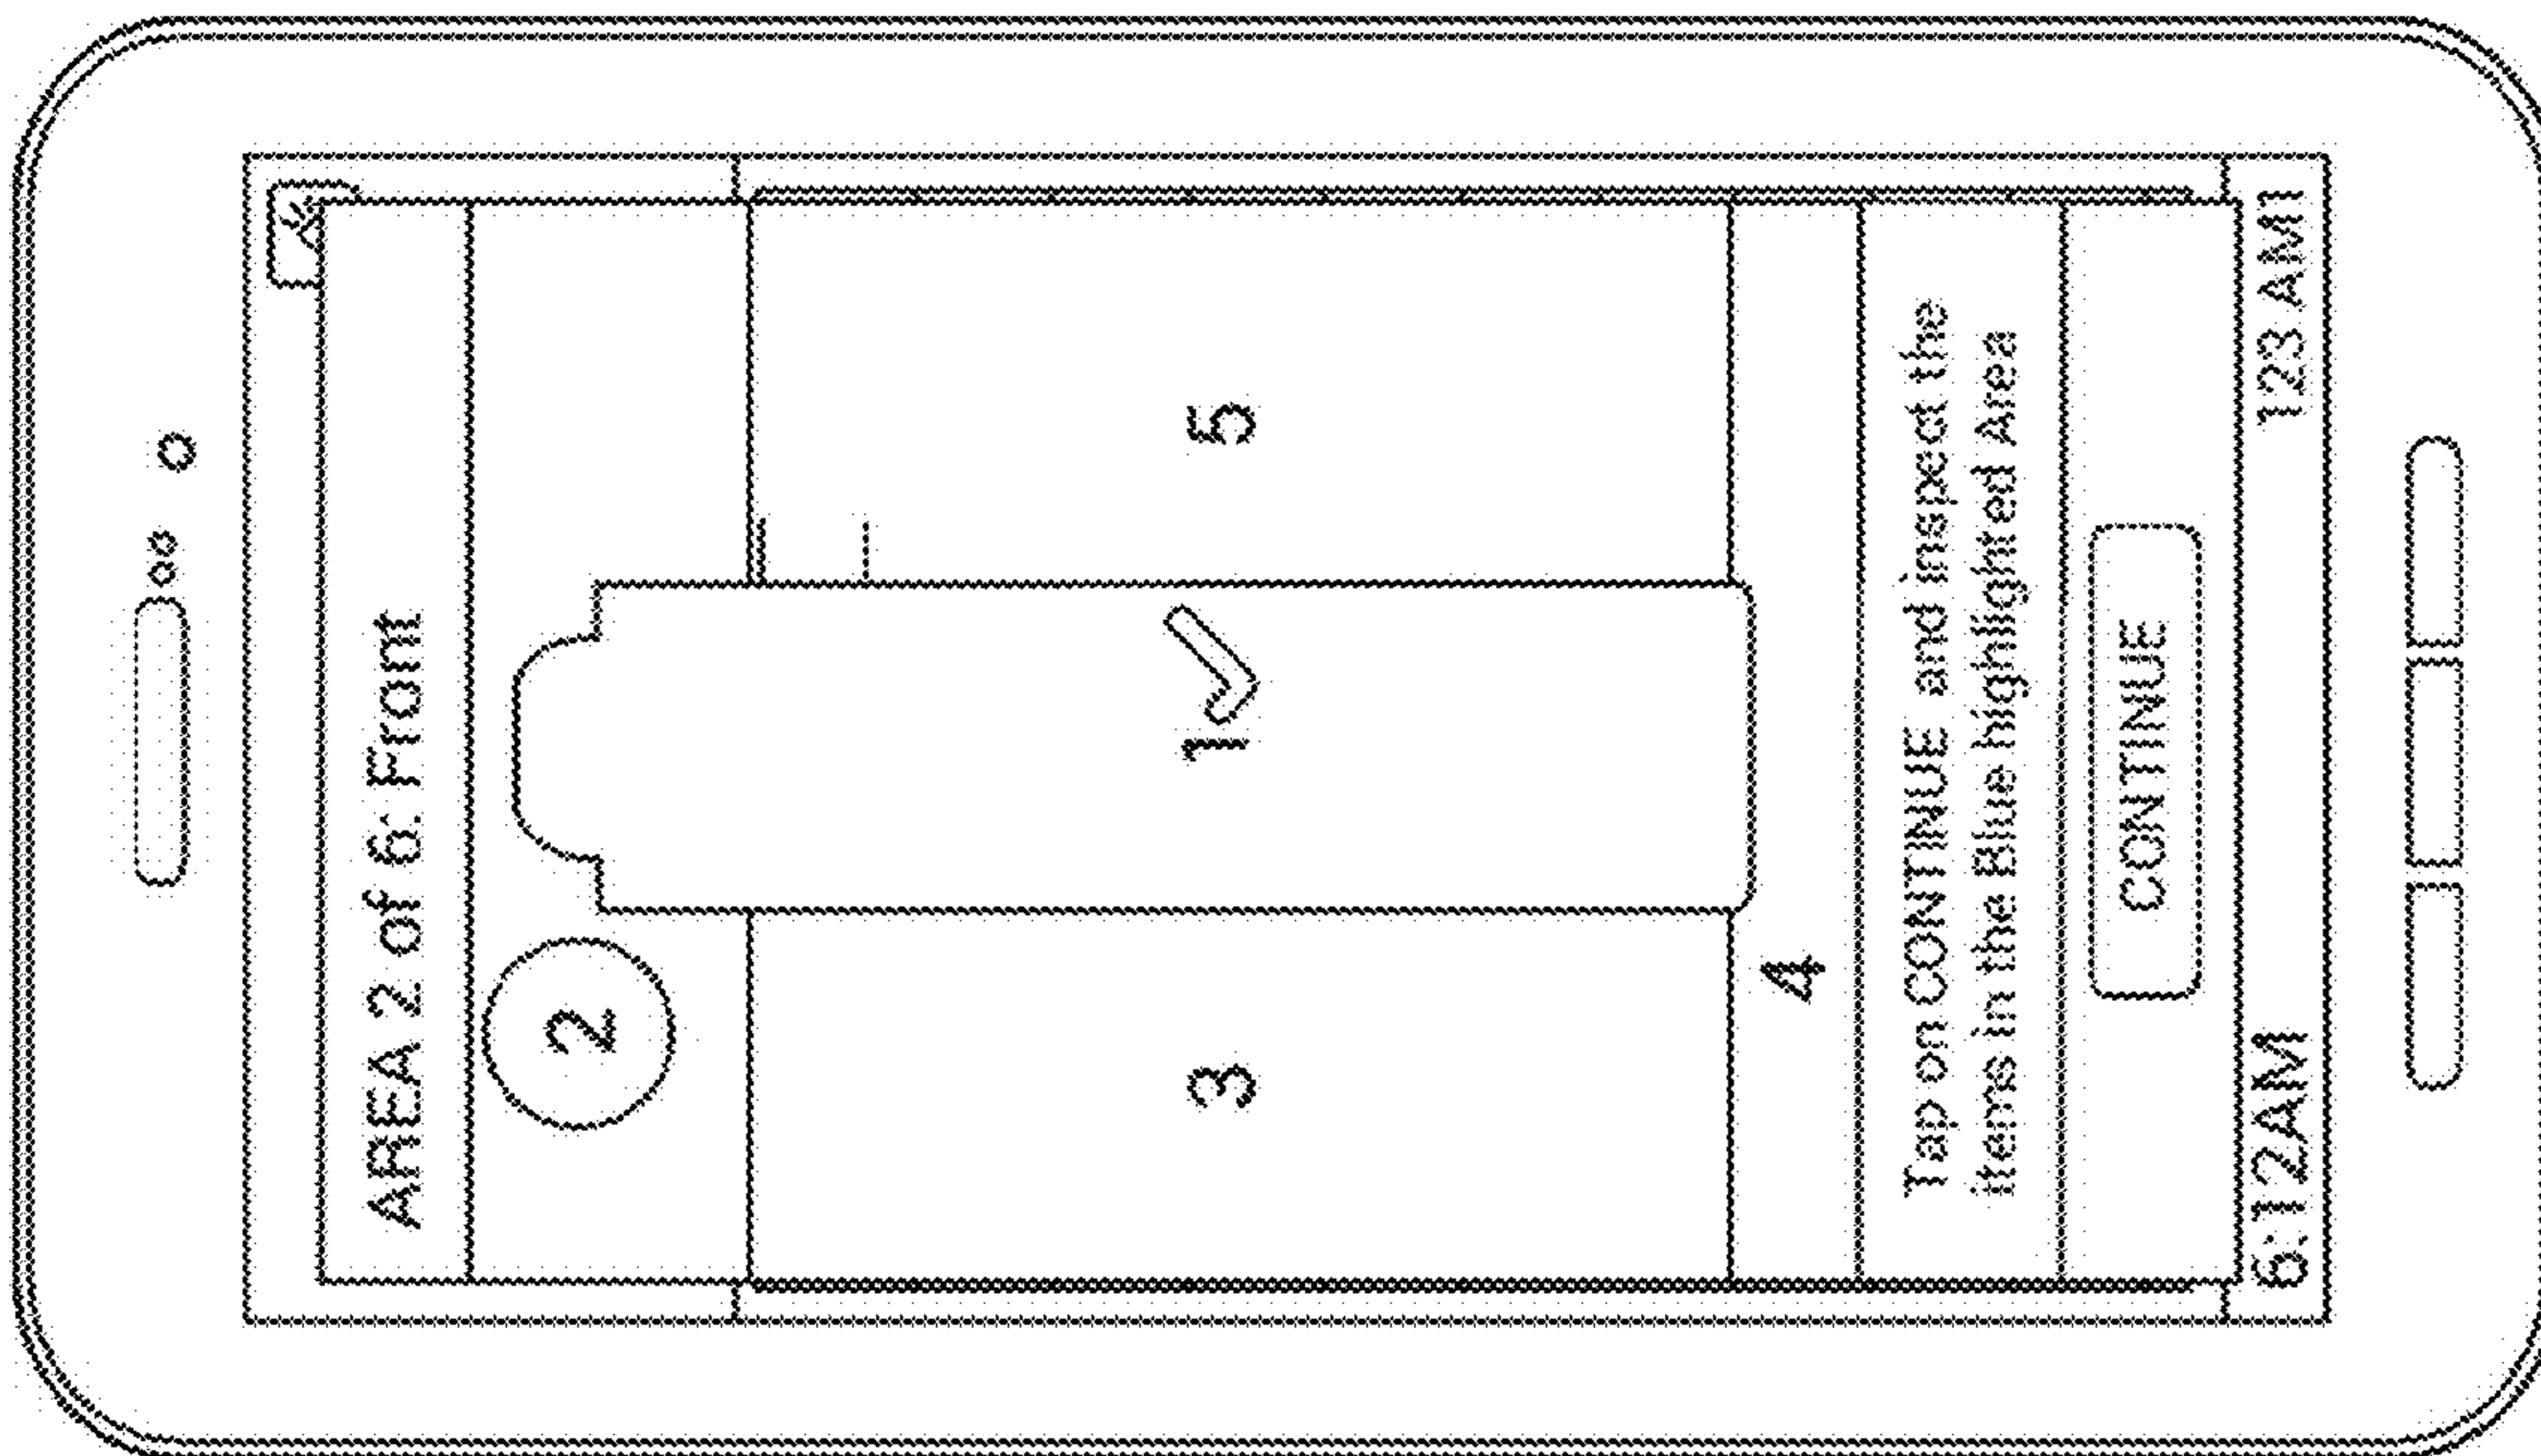 AREA 2 of 6: Front
2
3
1
5
4
Tap on CONTINUE and inspect the
items in the Blue highlighted Area
CONTINUE
6:12AM
123 AM1